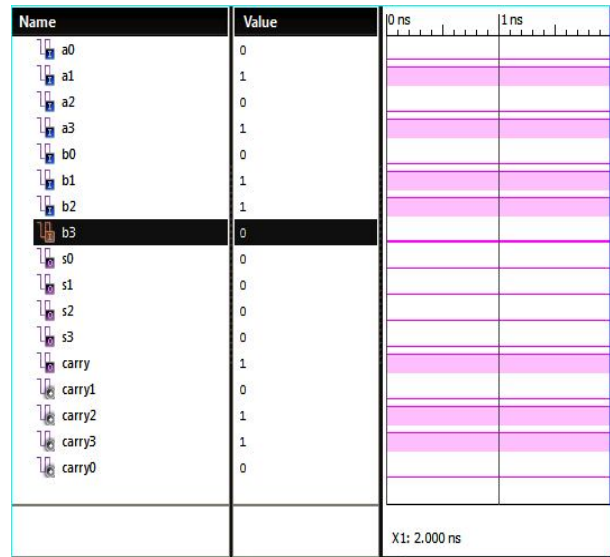 Name Value 0 ns 1 ns
a0 0
a1 1
a2 0
a3 1
b0 0
b1 1
b2 1
b3 0
s0 0
s1 0
s2 0
s3 0
carry 1
carry1 0
carry2 1
carry3 1
carry0 0
X1: 2.000 ns